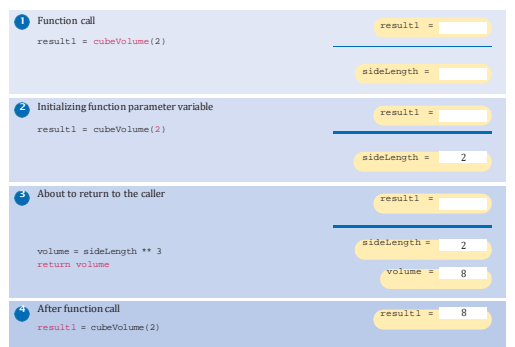 1 Function call
result1 =
result1 = cubeVolume(2)
sideLength =
2 Initializing function parameter variable
result1 =
result1 = cubeVolume(2)
sideLength = 2
3 About to return to the caller
result1 =
sideLength = 2
volume = sideLength ** 3
return volume
volume = 8
4 After function call
result1 = 8
result1 = cubeVolume(2)